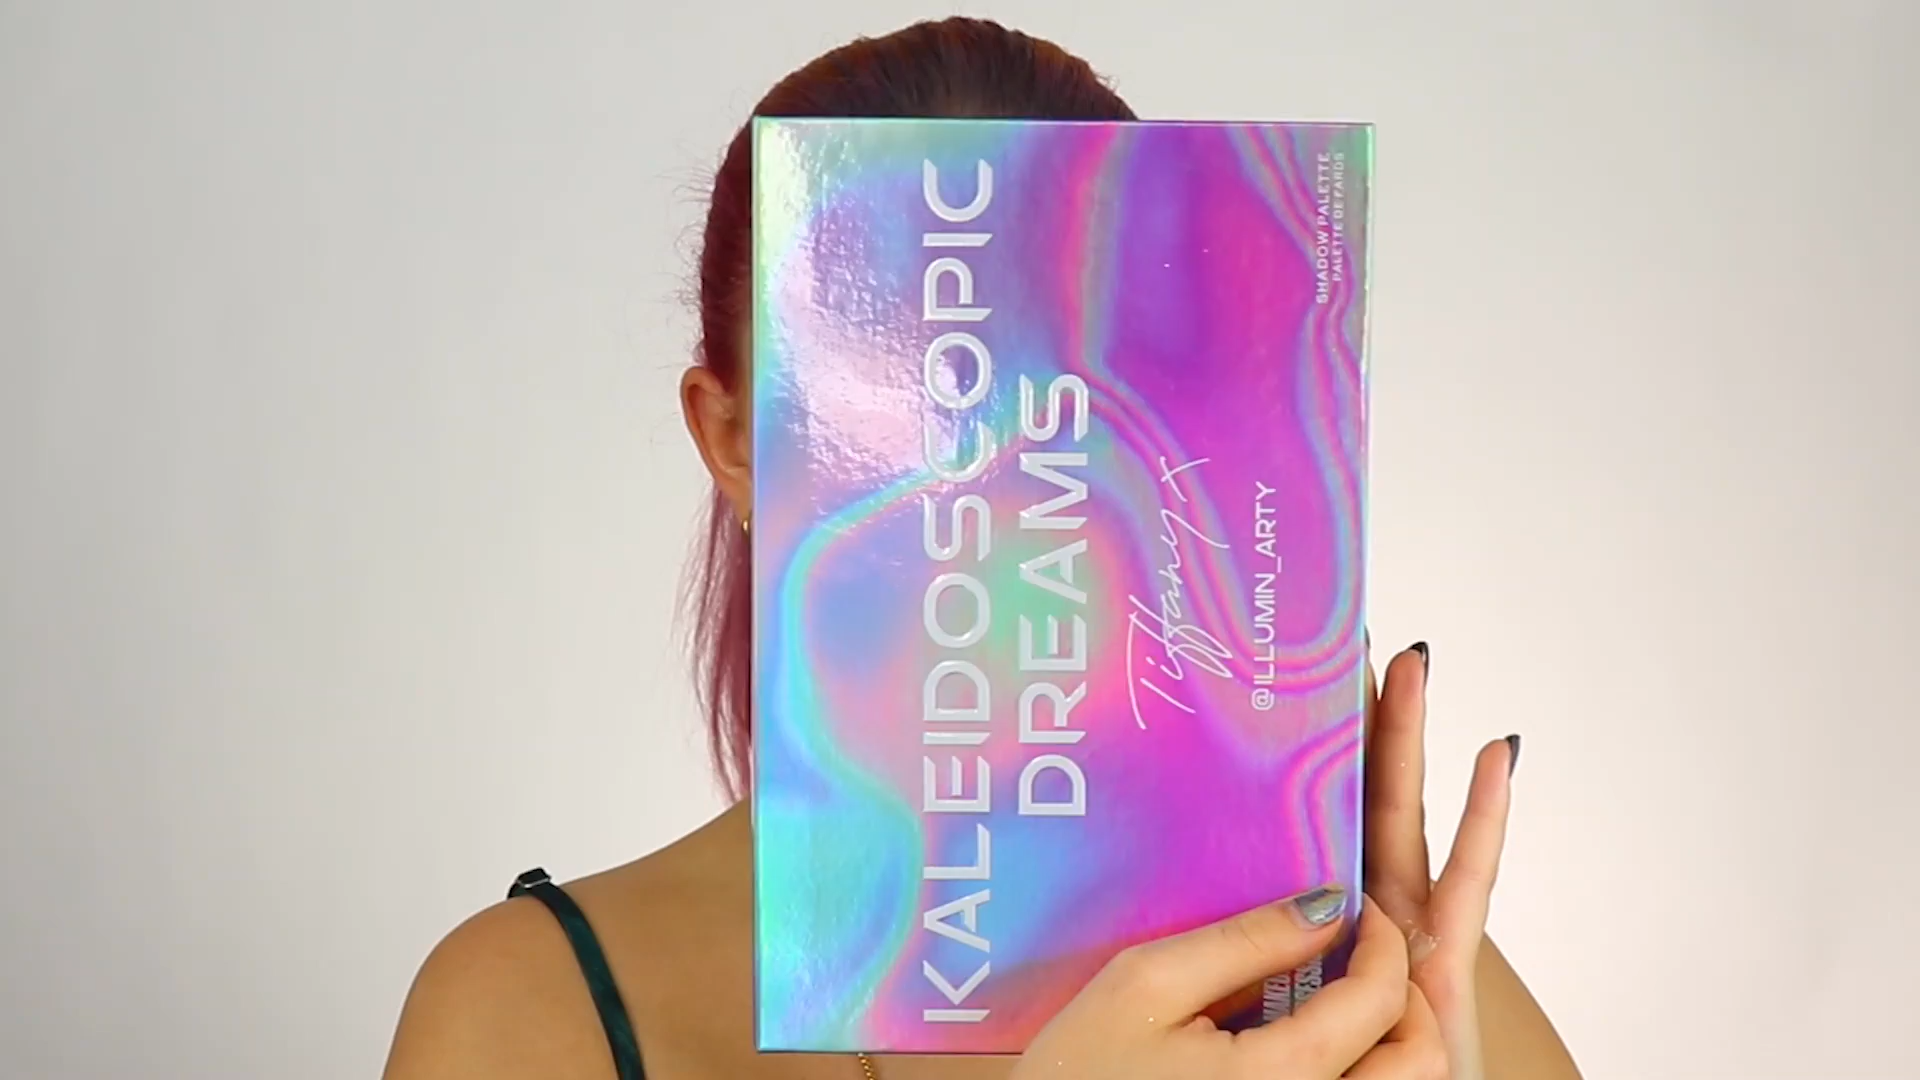 KALEIDOSCOPIC
DREAMS
Tiffany x
@ILLUMIN_ARTY
SHADOW PALETTE
PALETTE DE FARDS